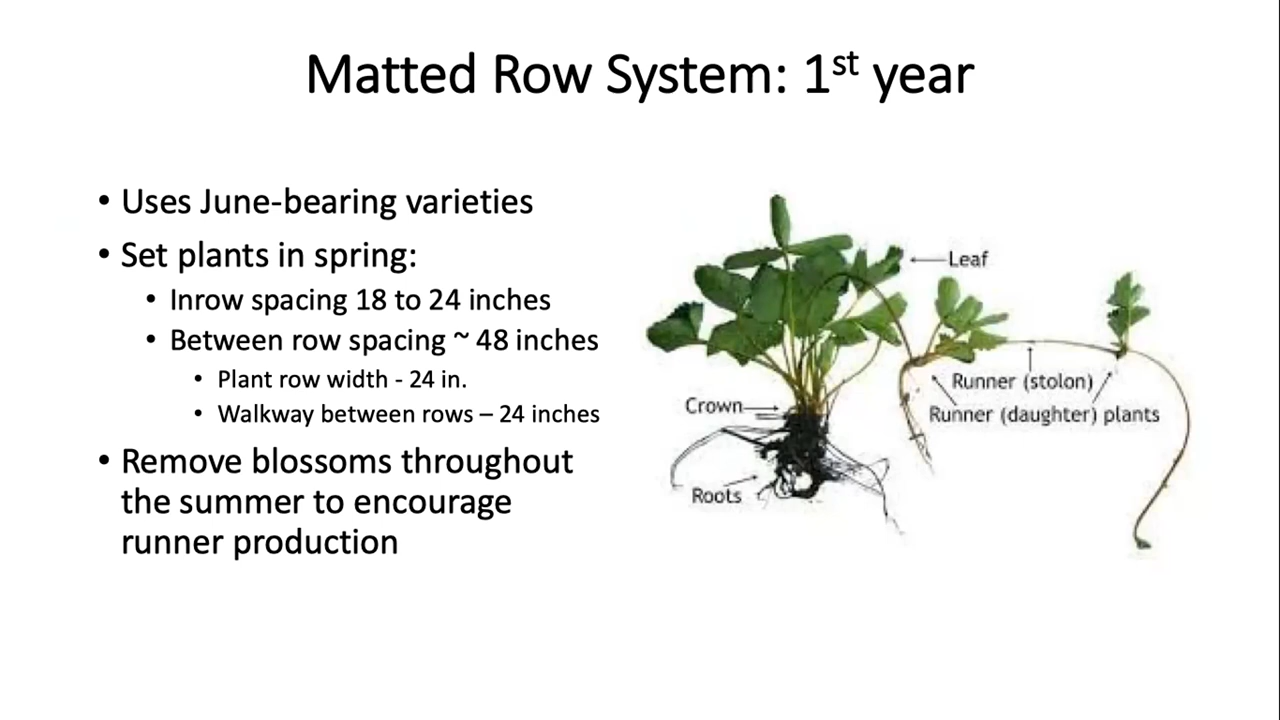 Matted Row System: 1st year
• Uses June-bearing varieties
• Set plants in spring:
• Inrow spacing 18 to 24 inches
• Between row spacing ~ 48 inches
• Plant row width - 24 in.
• Walkway between rows – 24 inches
• Remove blossoms throughout
the summer to encourage
runner production
Leaf
Runner (stolon)
Runner (daughter) plants
Crown
Roots